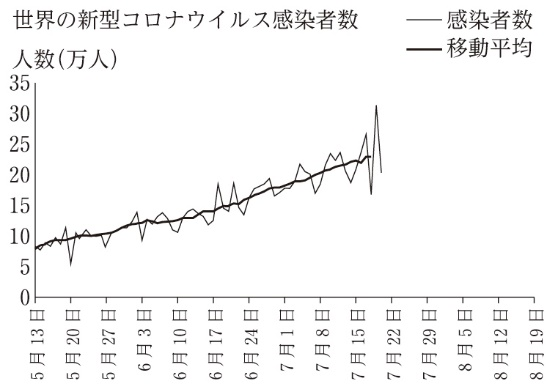 世界の新型コロナウイルス感染者数
感染者数
移動平均
人数(万人)
35
30
25
20
15
10
5
0
5月13日
5月20日
5月27日
6月3日
6月10日
6月17日
6月24日
7月1日
7月8日
7月15日
7月22日
7月29日
8月5日
8月12日
8月19日